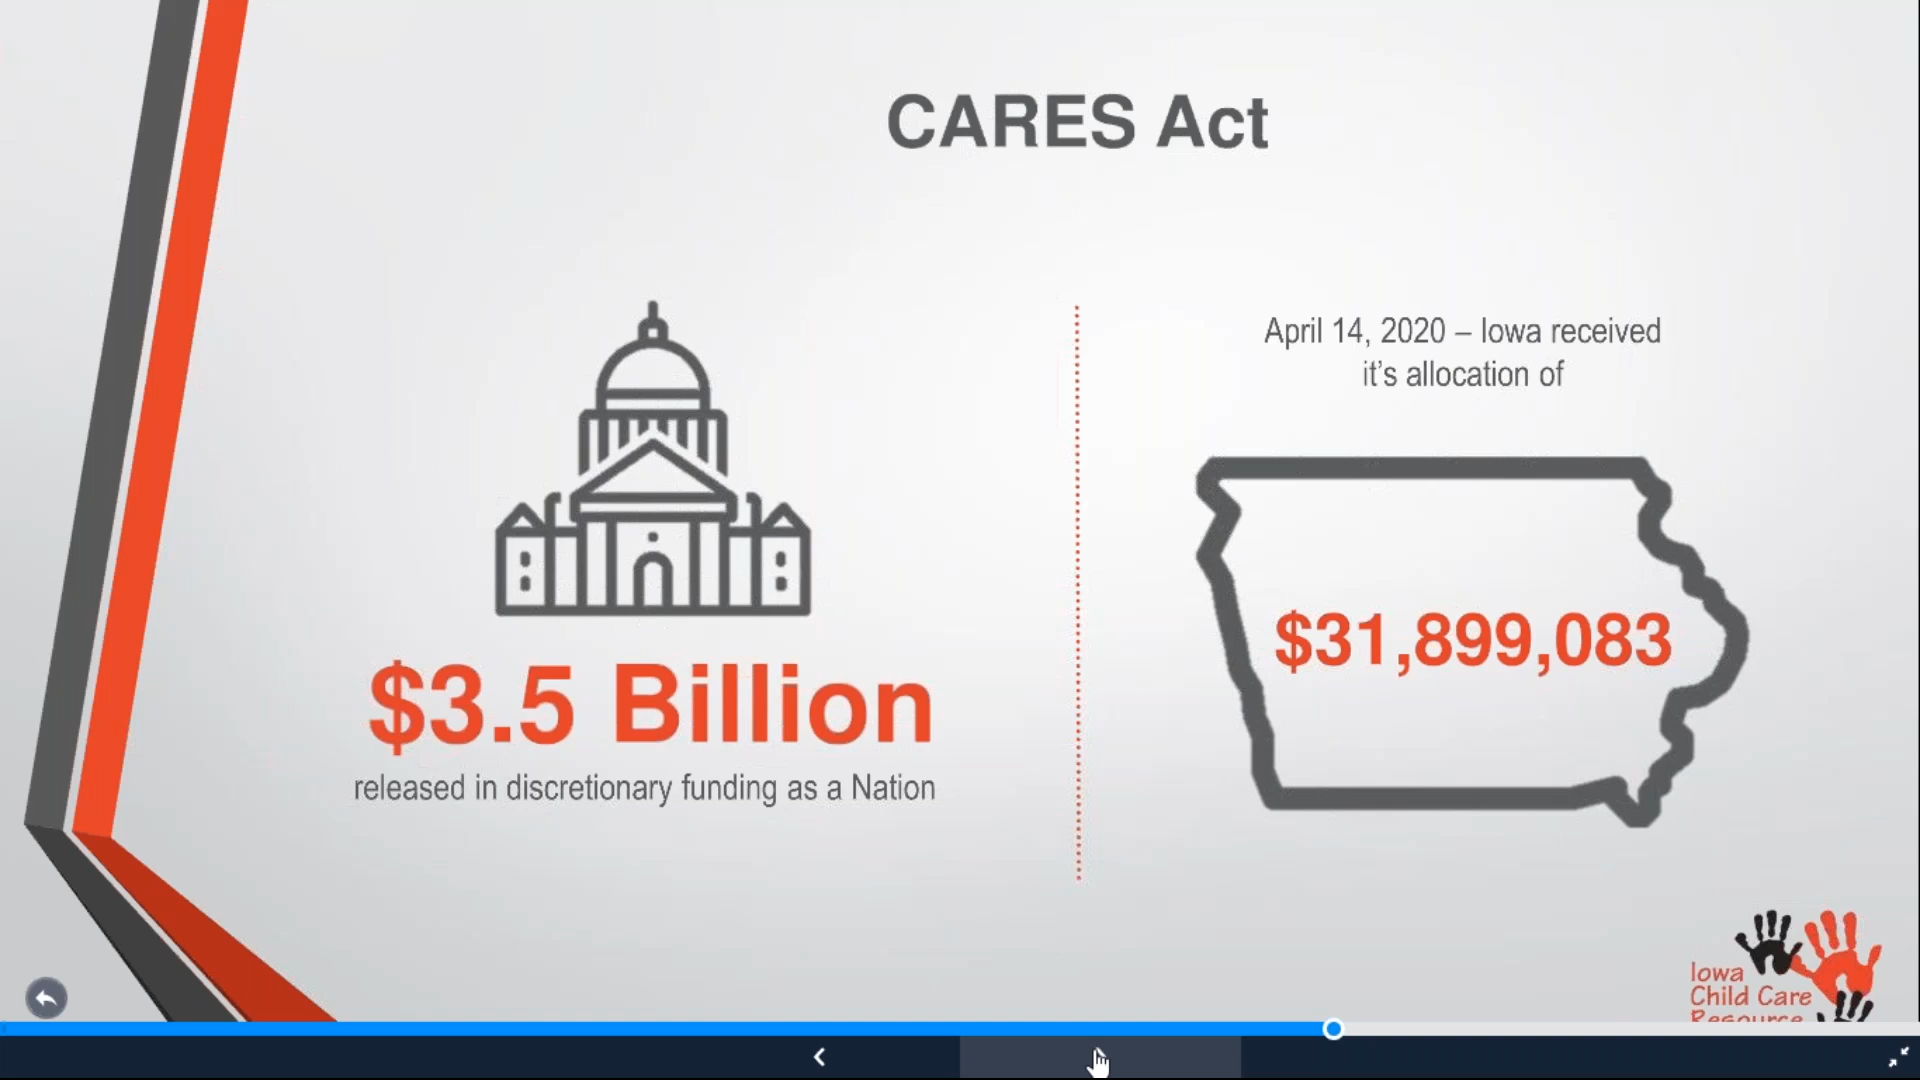 CARES Act
$3.5 Billion
released in discretionary funding as a Nation
April 14, 2020 – Iowa received
it’s allocation of
$31,899,083
Iowa
Child Care
Resource